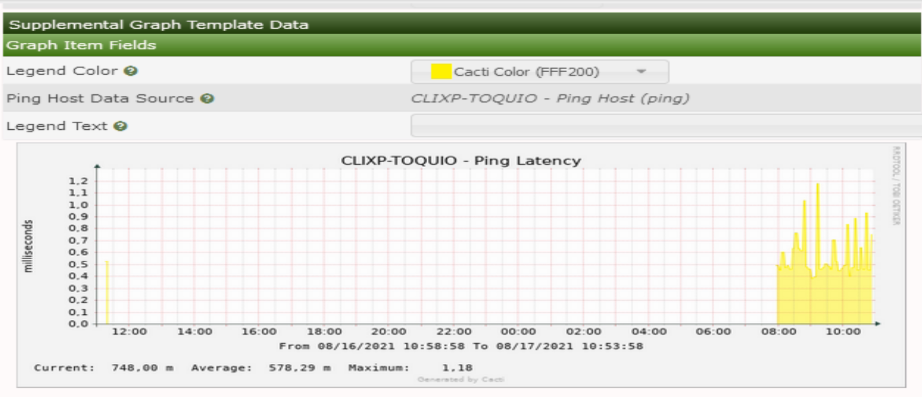 Supplemental Graph Template Data
Graph Item Fields
Legend Color
Cacti Color (FFF200)
Ping Host Data Source
CLIXP-TOQUIO - Ping Host (ping)
Legend Text
CLIXP-TOQUIO - Ping Latency
RRDTOOL / TOBI OETIKER
milliseconds
1,2
1,1
1,0
0,9
0,8
0,7
0,6
0,5
0,4
0,3
0,2
0,1
0,0
12:00 14:00 16:00 18:00 20:00 22:00 00:00 02:00 04:00 06:00 08:00 10:00
From 08/16/2021 10:58:58 To 08/17/2021 10:53:58
Current: 748,00 m Average: 578,29 m Maximum: 1,18
Generated by Cacti